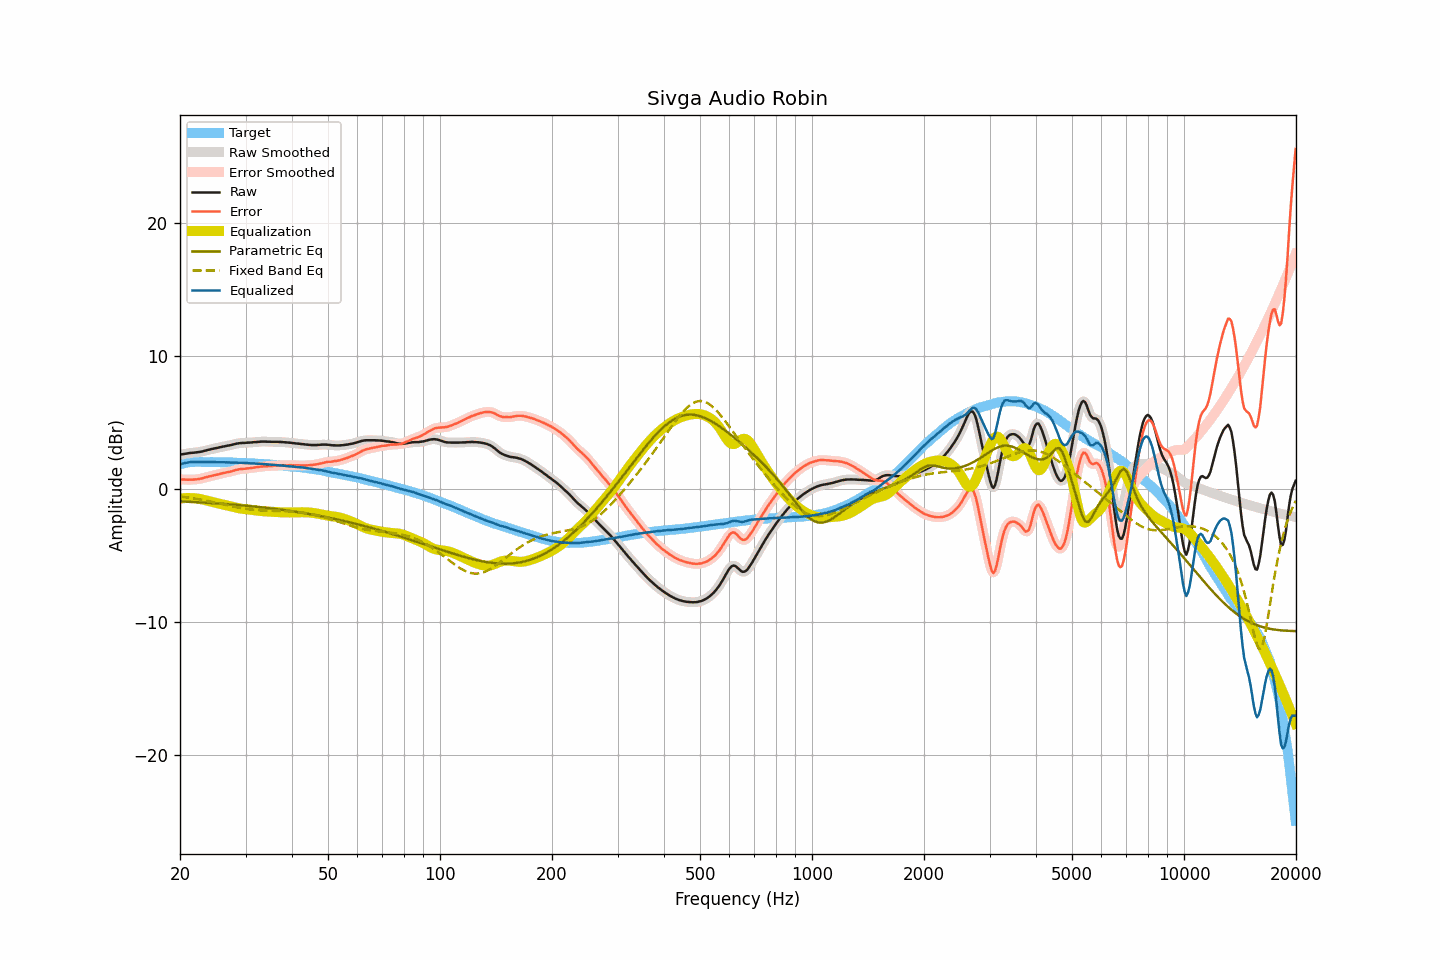 Sivga Audio Robin
Target
Raw Smoothed
Error Smoothed
Raw
Error
Equalization
Parametric Eq
Fixed Band Eq
Equalized
20
10
0
−10
−20
Amplitude (dBr)
20 50 100 200 500 1000 2000 5000 10000 20000
Frequency (Hz)